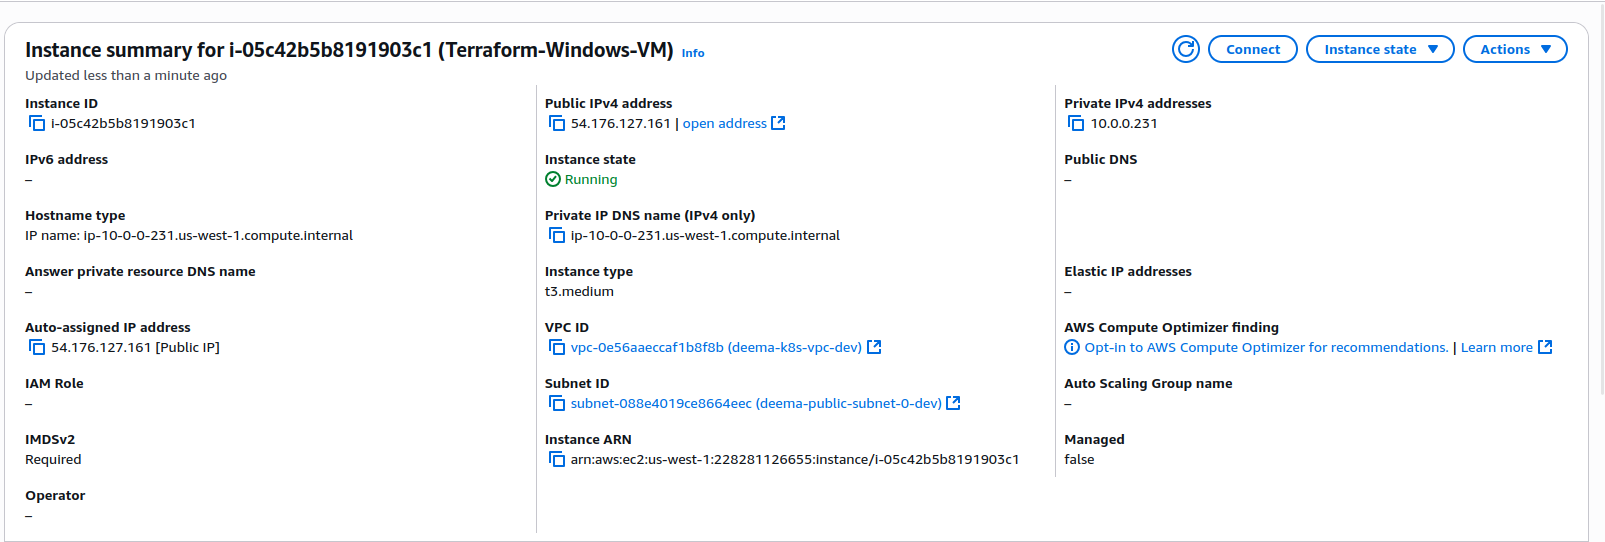 Instance summary for i-05c42b5b8191903c1 (Terraform-Windows-VM) Info
Connect
Instance state
Actions
Updated less than a minute ago
Instance ID
i-05c42b5b8191903c1
Public IPv4 address
54.176.127.161 | open address
Private IPv4 addresses
10.0.0.231
IPv6 address
–
Instance state
Running
Public DNS
–
Hostname type
IP name: ip-10-0-0-231.us-west-1.compute.internal
Private IP DNS name (IPv4 only)
ip-10-0-0-231.us-west-1.compute.internal
Answer private resource DNS name
–
Instance type
t3.medium
Elastic IP addresses
–
Auto-assigned IP address
54.176.127.161 [Public IP]
VPC ID
vpc-0e56aaeccaf1b8f8b (deema-k8s-vpc-dev)
AWS Compute Optimizer finding
Opt-in to AWS Compute Optimizer for recommendations. | Learn more
IAM Role
–
Subnet ID
subnet-088e4019ce8664eec (deema-public-subnet-0-dev)
Auto Scaling Group name
–
IMDSv2
Required
Instance ARN
arn:aws:ec2:us-west-1:228281126655:instance/i-05c42b5b8191903c1
Managed
false
Operator
–